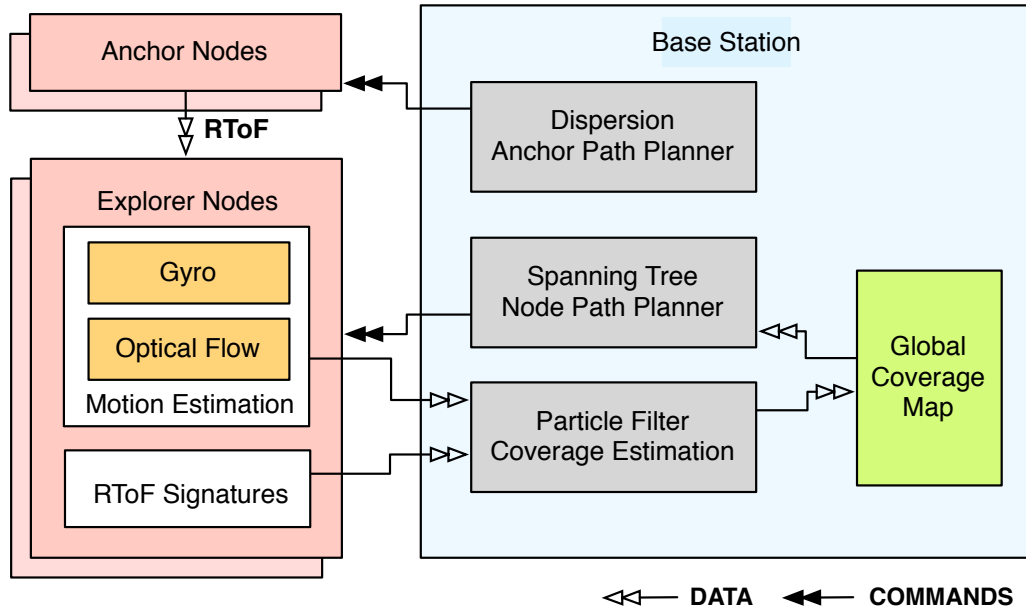 Anchor Nodes
RToF
Explorer Nodes
Gyro
Optical Flow
Motion Estimation
RToF Signatures
Base Station
Dispersion
Anchor Path Planner
Spanning Tree
Node Path Planner
Particle Filter
Coverage Estimation
Global
Coverage
Map
DATA
COMMANDS